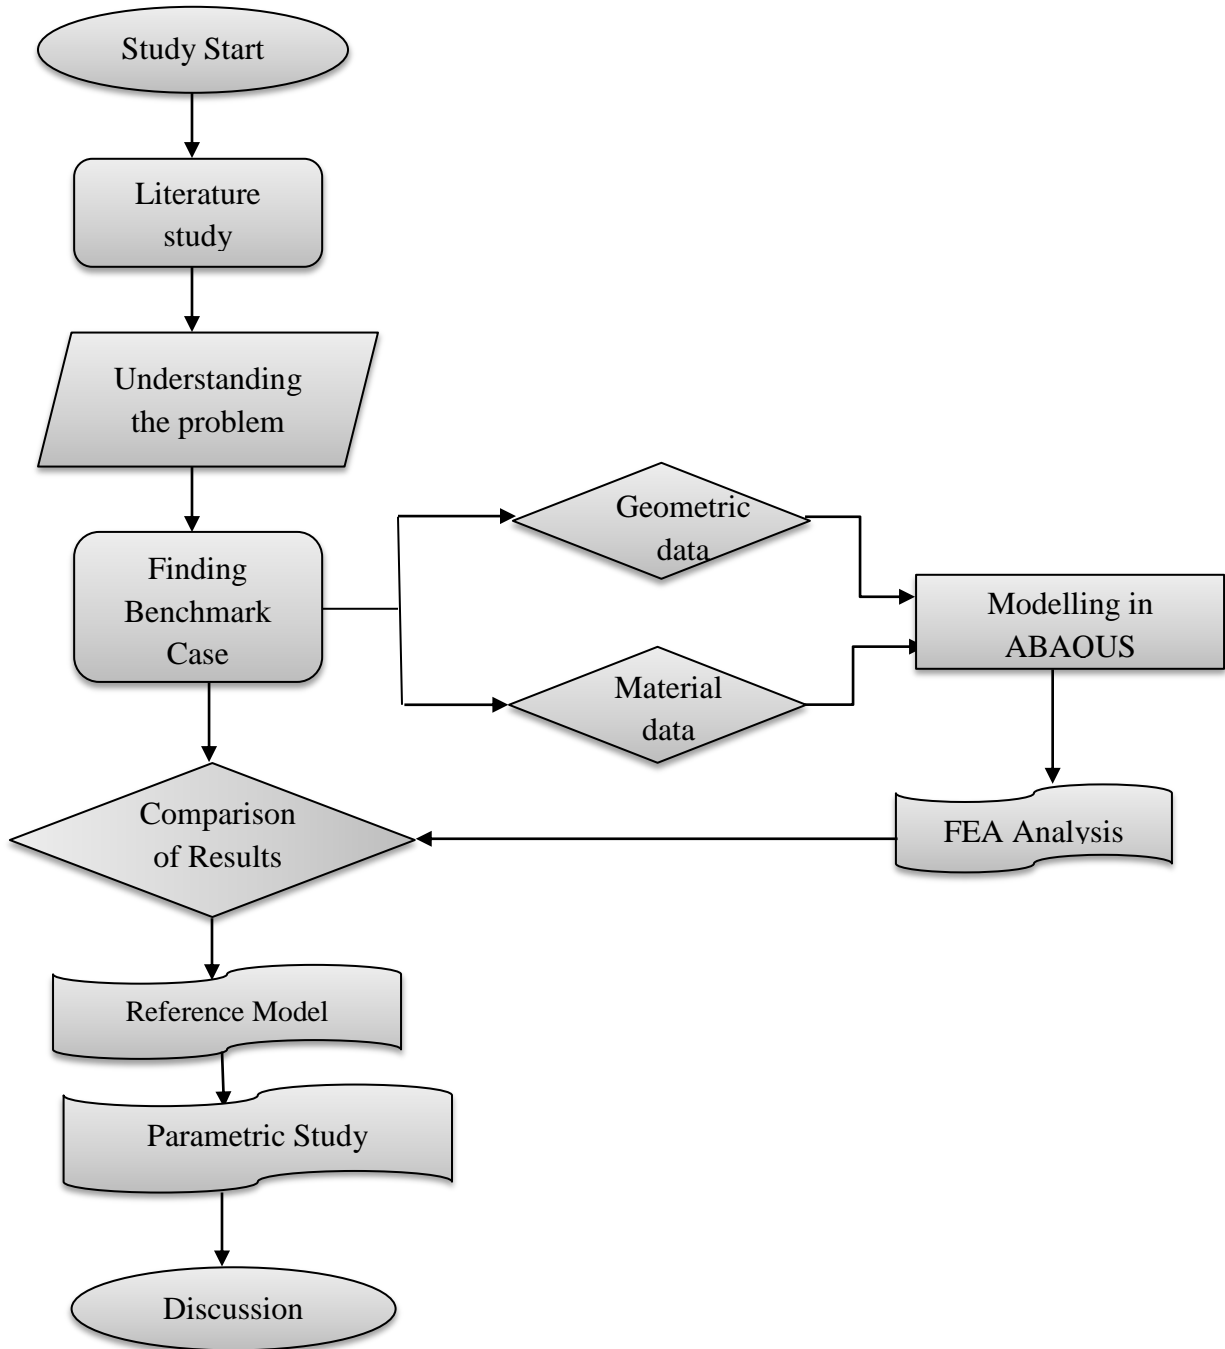 Study Start
Literature
study
Understanding
the problem
Finding
Benchmark
Case
Geometric
data
Material
data
Modelling in
ABAOUS
FEA Analysis
Comparison
of Results
Reference Model
Parametric Study
Discussion